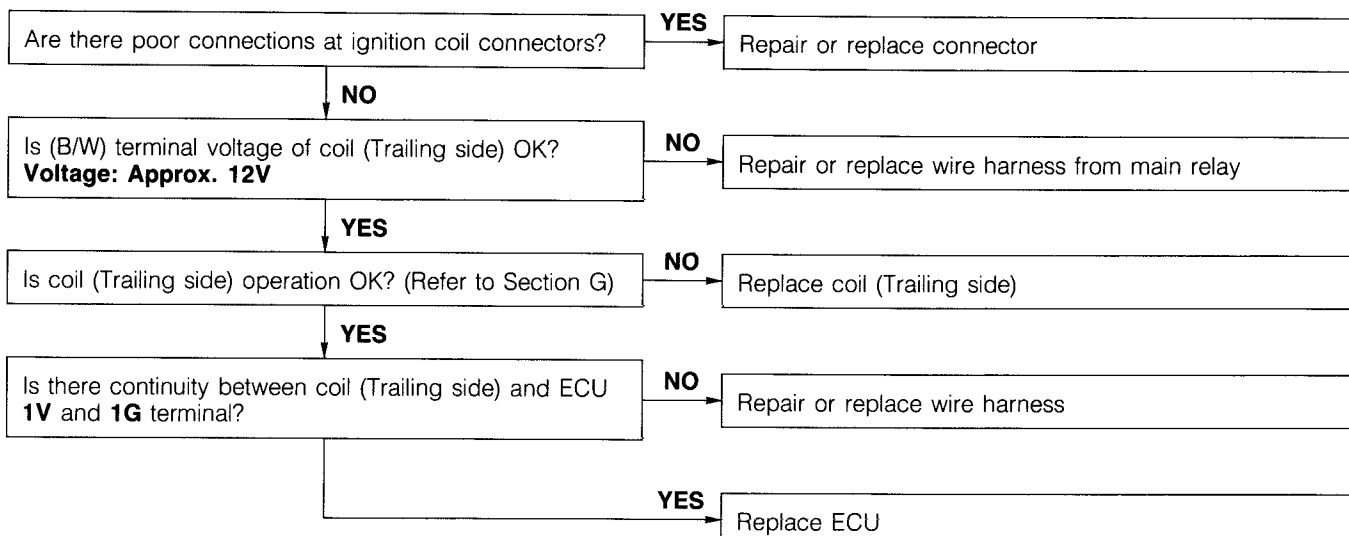 Are there poor connections at ignition coil connectors?
YES
Repair or replace connector
NO
Is (B/W) terminal voltage of coil (Trailing side) OK?
Voltage: Approx. 12V
NO
Repair or replace wire harness from main relay
YES
Is coil (Trailing side) operation OK? (Refer to Section G)
NO
Replace coil (Trailing side)
YES
Is there continuity between coil (Trailing side) and ECU
1V and 1G terminal?
NO
Repair or replace wire harness
YES
Replace ECU